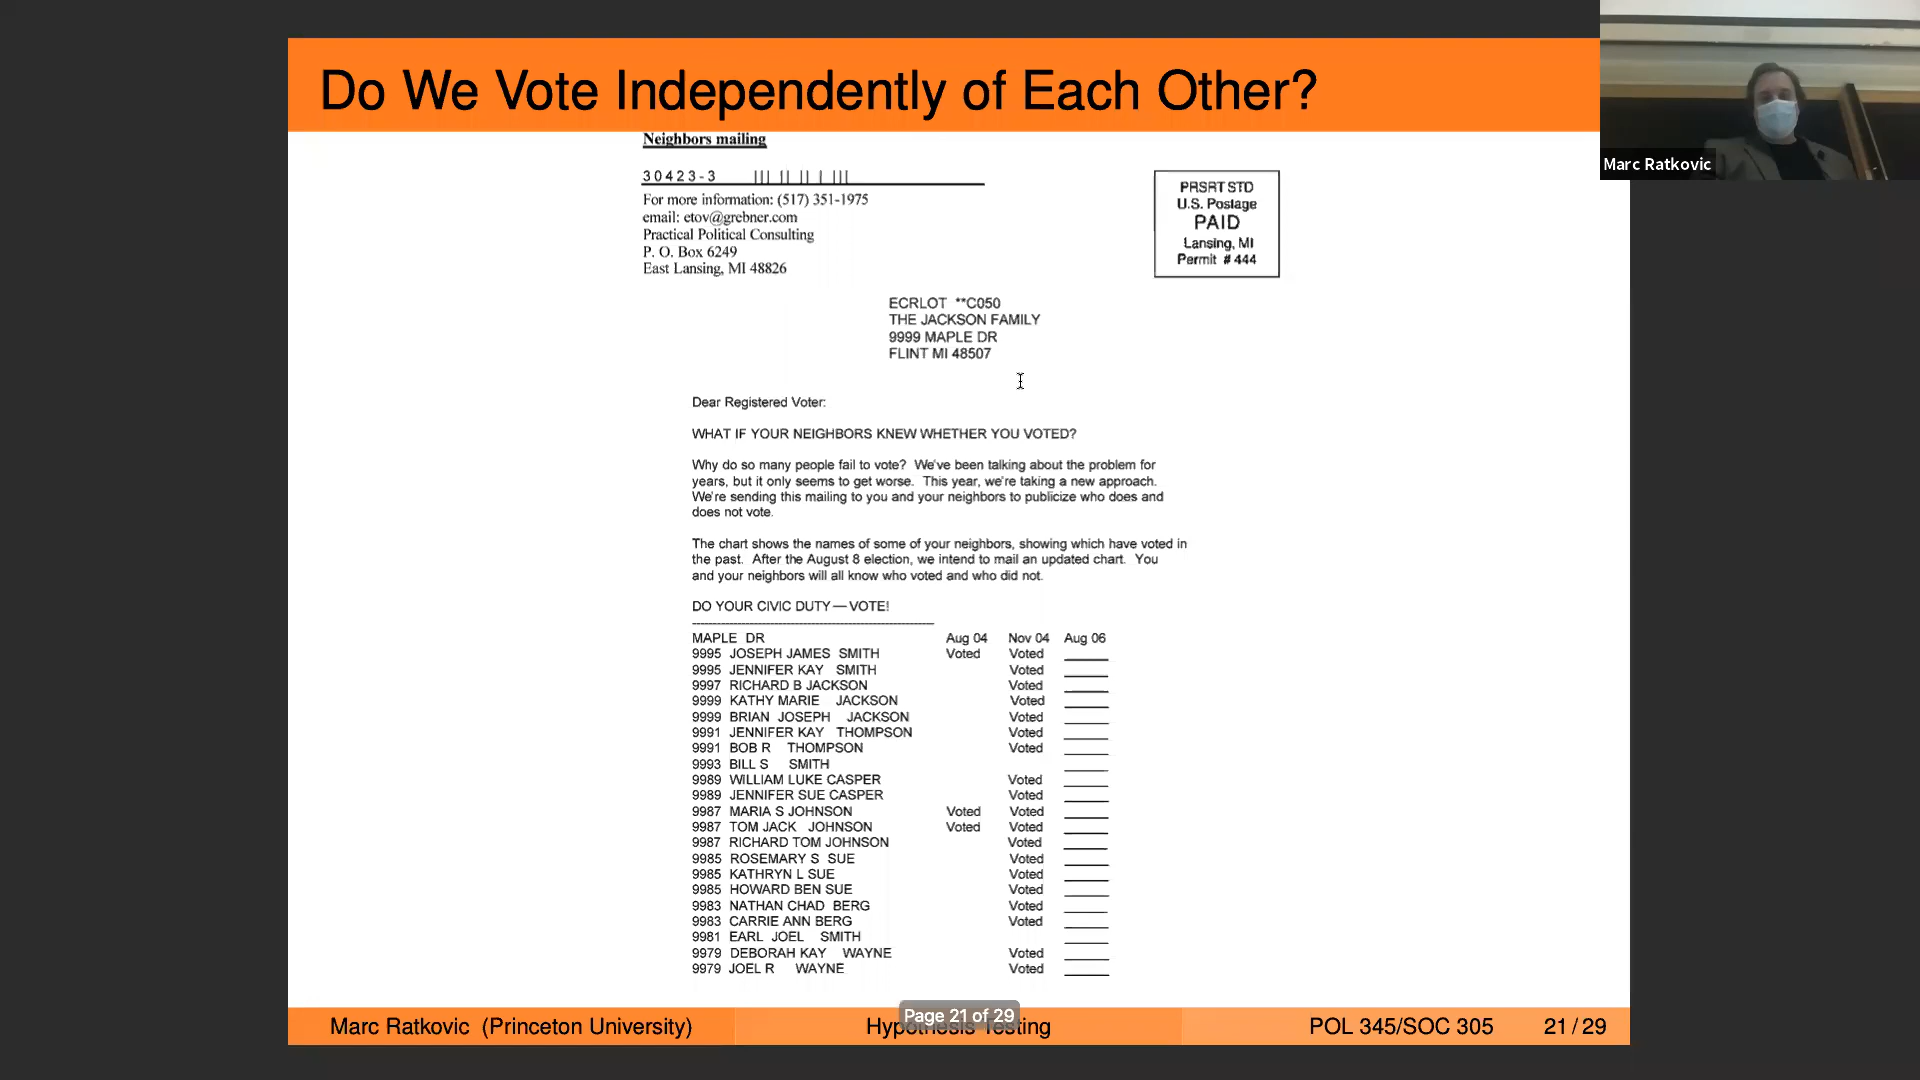 Do We Vote Independently of Each Other?
Marc Ratkovic
Neighbors mailing
30423-3
For more information: (517) 351-1975
email: etov@grebner.com
Practical Political Consulting
P. O. Box 6249
East Lansing, MI 48826
PRSRT STD
U.S. Postage
PAID
Lansing, MI
Permit # 444
ECRLOT **C050
THE JACKSON FAMILY
9999 MAPLE DR
FLINT MI 48507
Dear Registered Voter:
WHAT IF YOUR NEIGHBORS KNEW WHETHER YOU VOTED?
Why do so many people fail to vote? We've been talking about the problem for
years, but it only seems to get worse. This year, we're taking a new approach.
We're sending this mailing to you and your neighbors to publicize who does and
does not vote.
The chart shows the names of some of your neighbors, showing which have voted in
the past. After the August 8 election, we intend to mail an updated chart. You
and your neighbors will all know who voted and who did not.
DO YOUR CIVIC DUTY — VOTE!
MAPLE DR Aug 04 Nov 04 Aug 06
9995 JOSEPH JAMES SMITH Voted Voted
9995 JENNIFER KAY SMITH Voted
9997 RICHARD B JACKSON Voted
9999 KATHY MARIE JACKSON Voted
9999 BRIAN JOSEPH JACKSON Voted
9991 JENNIFER KAY THOMPSON Voted
9991 BOB R THOMPSON Voted
9993 BILL S SMITH
9989 WILLIAM LUKE CASPER Voted
9989 JENNIFER SUE CASPER Voted
9987 MARIA S JOHNSON Voted Voted
9987 TOM JACK JOHNSON Voted Voted
9987 RICHARD TOM JOHNSON Voted
9985 ROSEMARY S SUE Voted
9985 KATHRYN L SUE Voted
9985 HOWARD BEN SUE Voted
9983 NATHAN CHAD BERG Voted
9983 CARRIE ANN BERG Voted
9981 EARL JOEL SMITH
9979 DEBORAH KAY WAYNE Voted
9979 JOEL R WAYNE Voted
Page 21 of 29
Marc Ratkovic (Princeton University) Hypothesis Testing POL 345/SOC 305 21 / 29